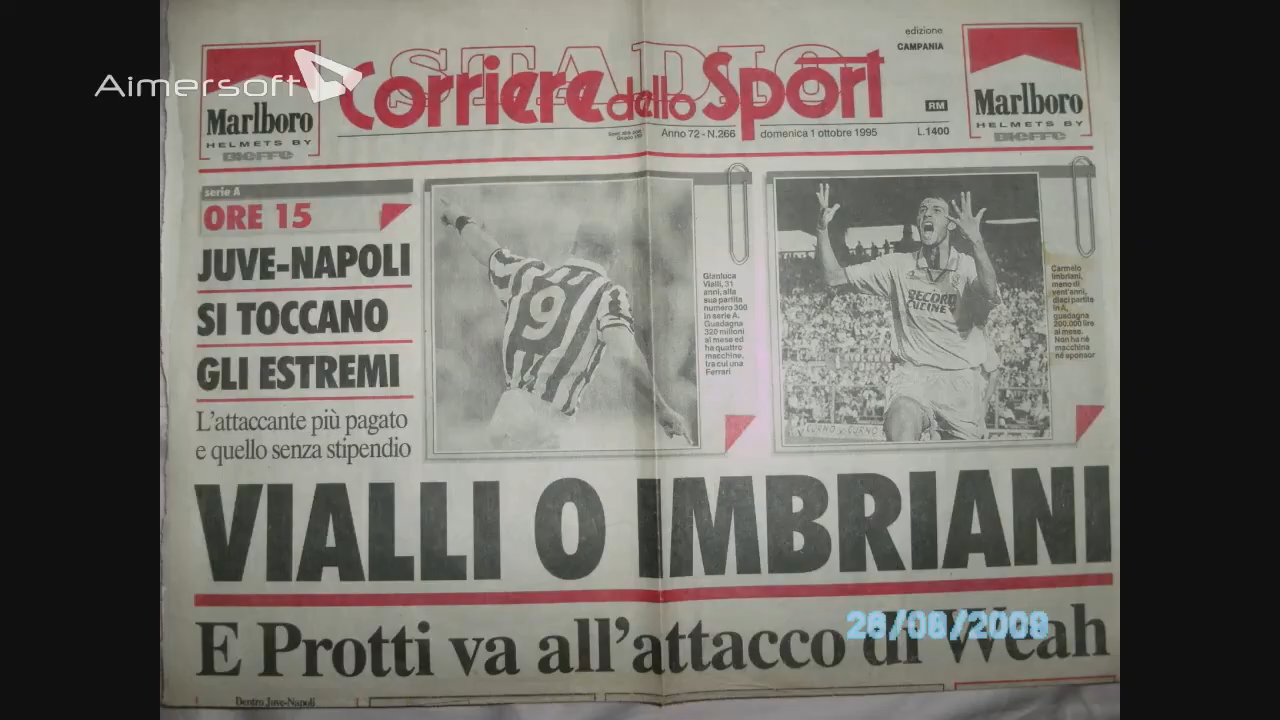 Aimersoft
STADIO
Corriere dello Sport
edizione
CAMPANIA
Marlboro
HELMETS BY
BIEFFE
Marlboro
HELMETS BY
BIEFFE
RM
Anno 72 - N.266
domenica 1 ottobre 1995
L.1400
serie A
ORE 15
JUVE-NAPOLI
SI TOCCANO
GLI ESTREMI
L'attaccante più pagato
e quello senza stipendio
9
Gianluca
Vialli, 31
anni, alla
sua partita
numero 300
in serie A.
Guadagna
320 milioni
al mese ed
ha quattro
macchine,
tra cui una
Ferrari
RECORD
CUCINE
Carmelo
Imbriani,
meno di
vent'anni,
dieci partite
in A,
guadagna
200.000 lire
al mese.
Non ha né
macchina
né sponsor
VIALLI O IMBRIANI
E Protti va all'attacco di Weah
26/06/2009
Dentro Juve-Napoli